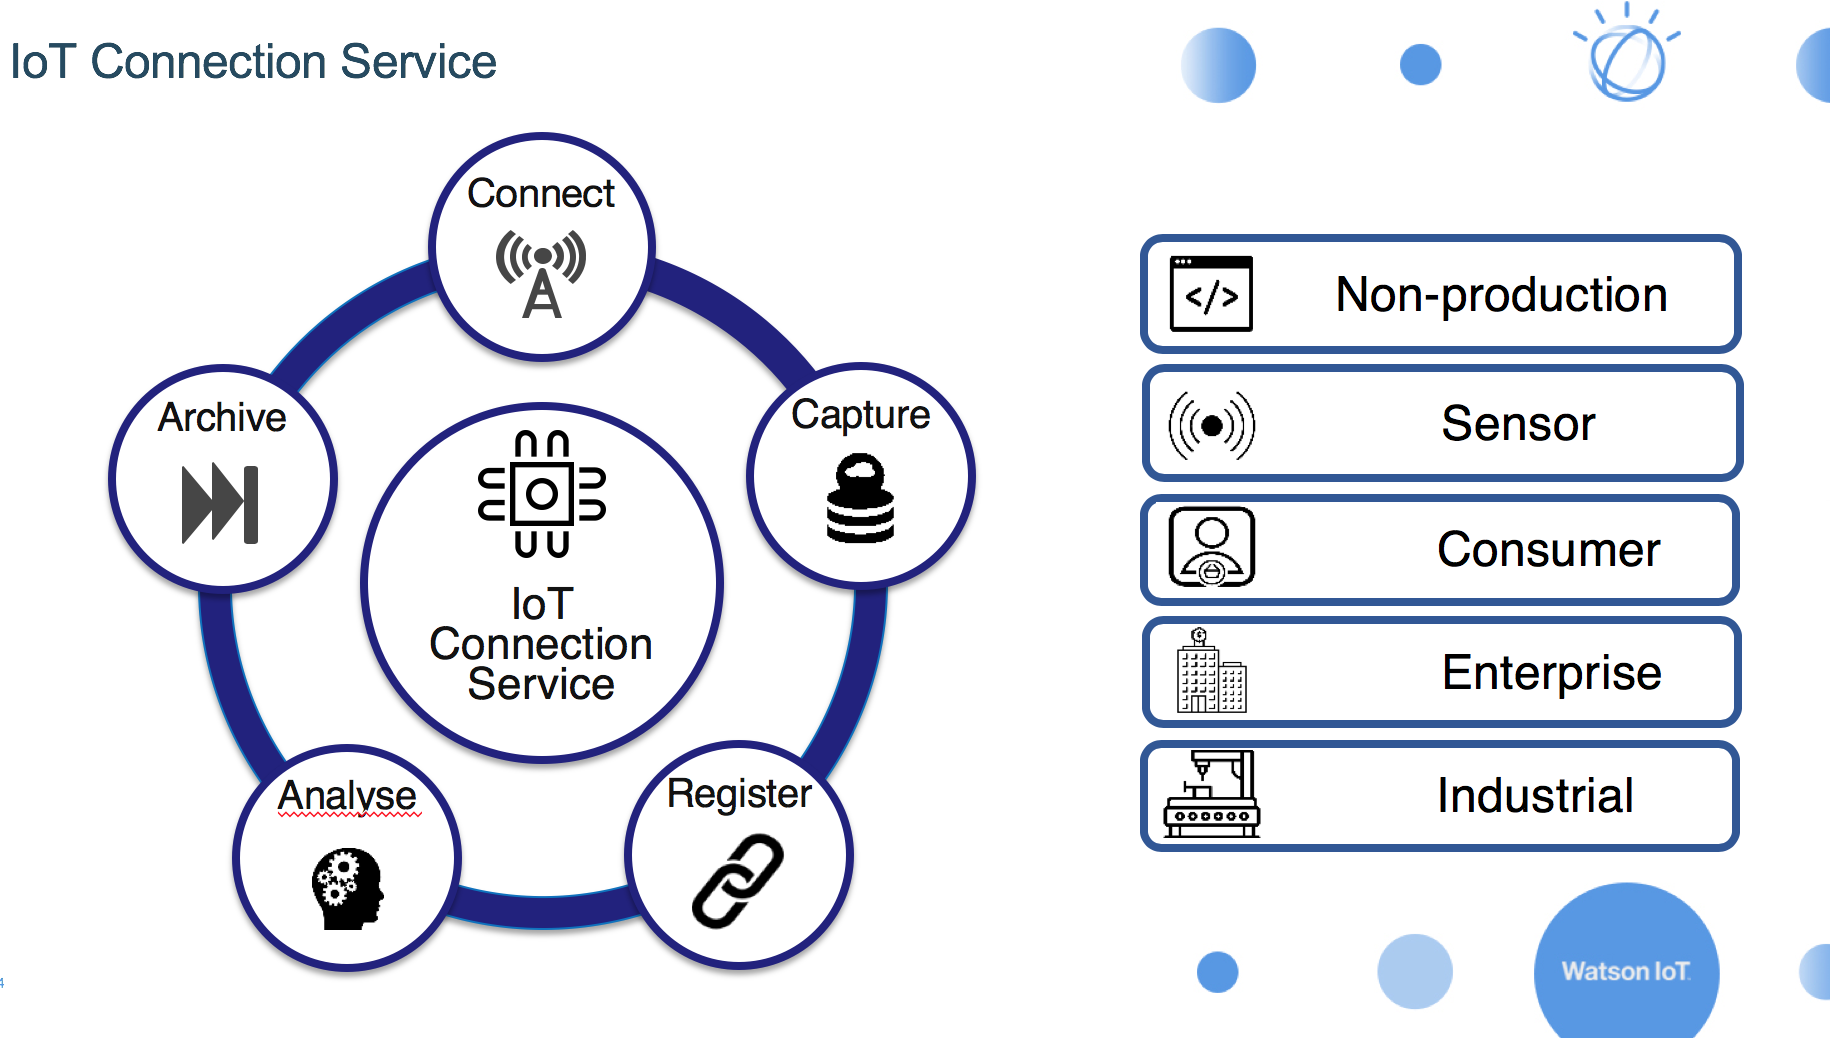 IoT Connection Service
Connect
Archive
Capture
IoT
Connection
Service
Analyse
Register
</>
Non-production
Sensor
Consumer
Enterprise
Industrial
4
Watson IoT